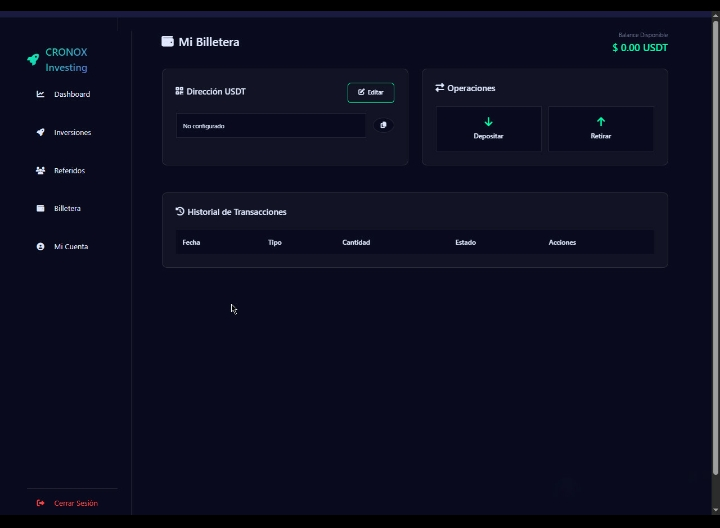 CRONOX
Investing
Dashboard
Inversiones
Referidos
Billetera
Mi Cuenta
Cerrar Sesión
Mi Billetera
Balance Disponible
$ 0.00 USDT
Dirección USDT
Editar
No configurado
Operaciones
Depositar
Retirar
Historial de Transacciones
Fecha Tipo Cantidad Estado Acciones